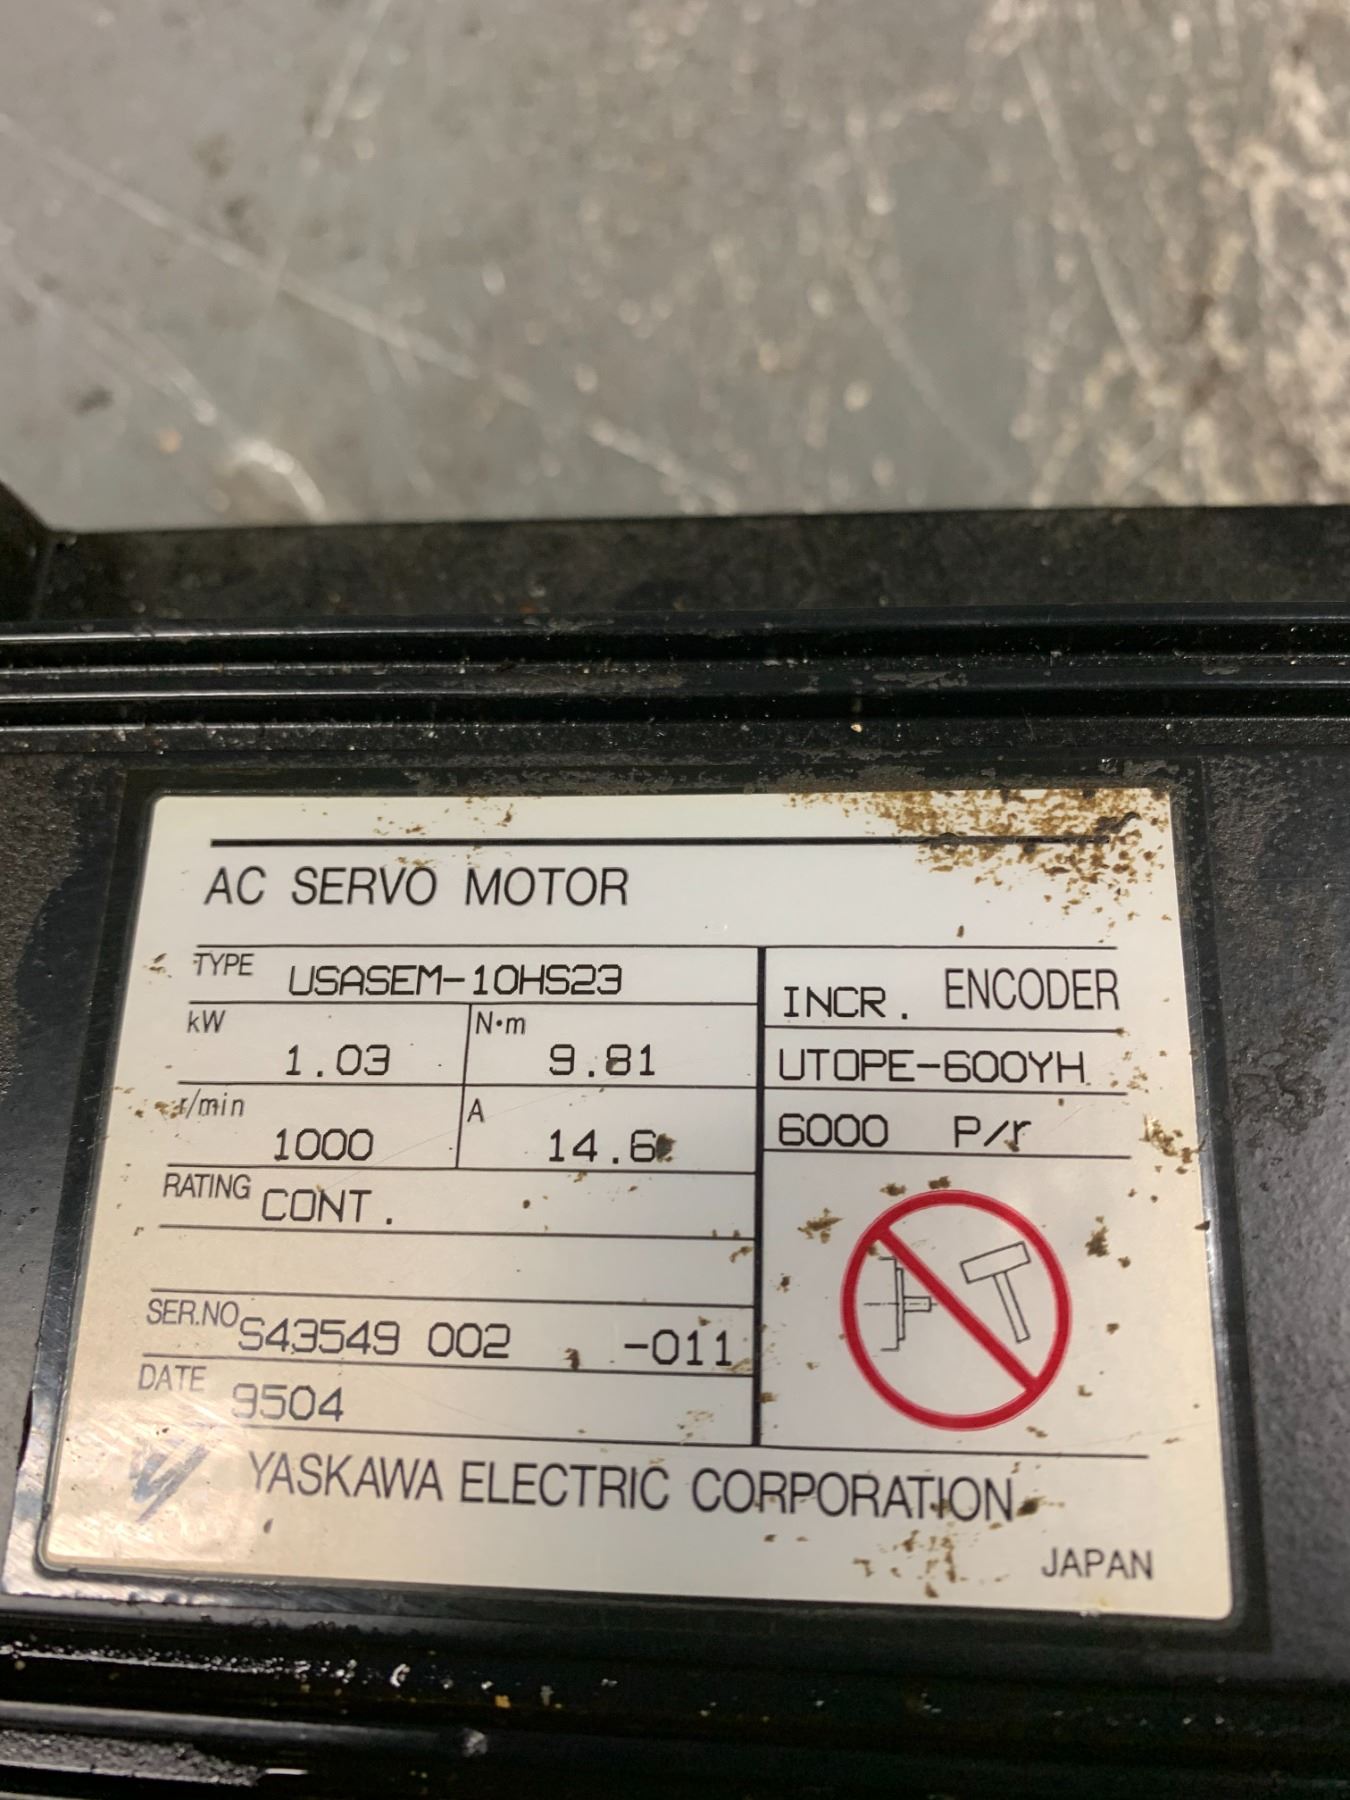 AC SERVO MOTOR
TYPE USASEM-10HS23
kW 1.03
N·m 9.81
r/min 1000
A 14.6
RATING CONT.
SER.NO S43549 002 -011
DATE 9504
INCR. ENCODER
UTOPE-600YH
6000 P/r
YASKAWA ELECTRIC CORPORATION
JAPAN